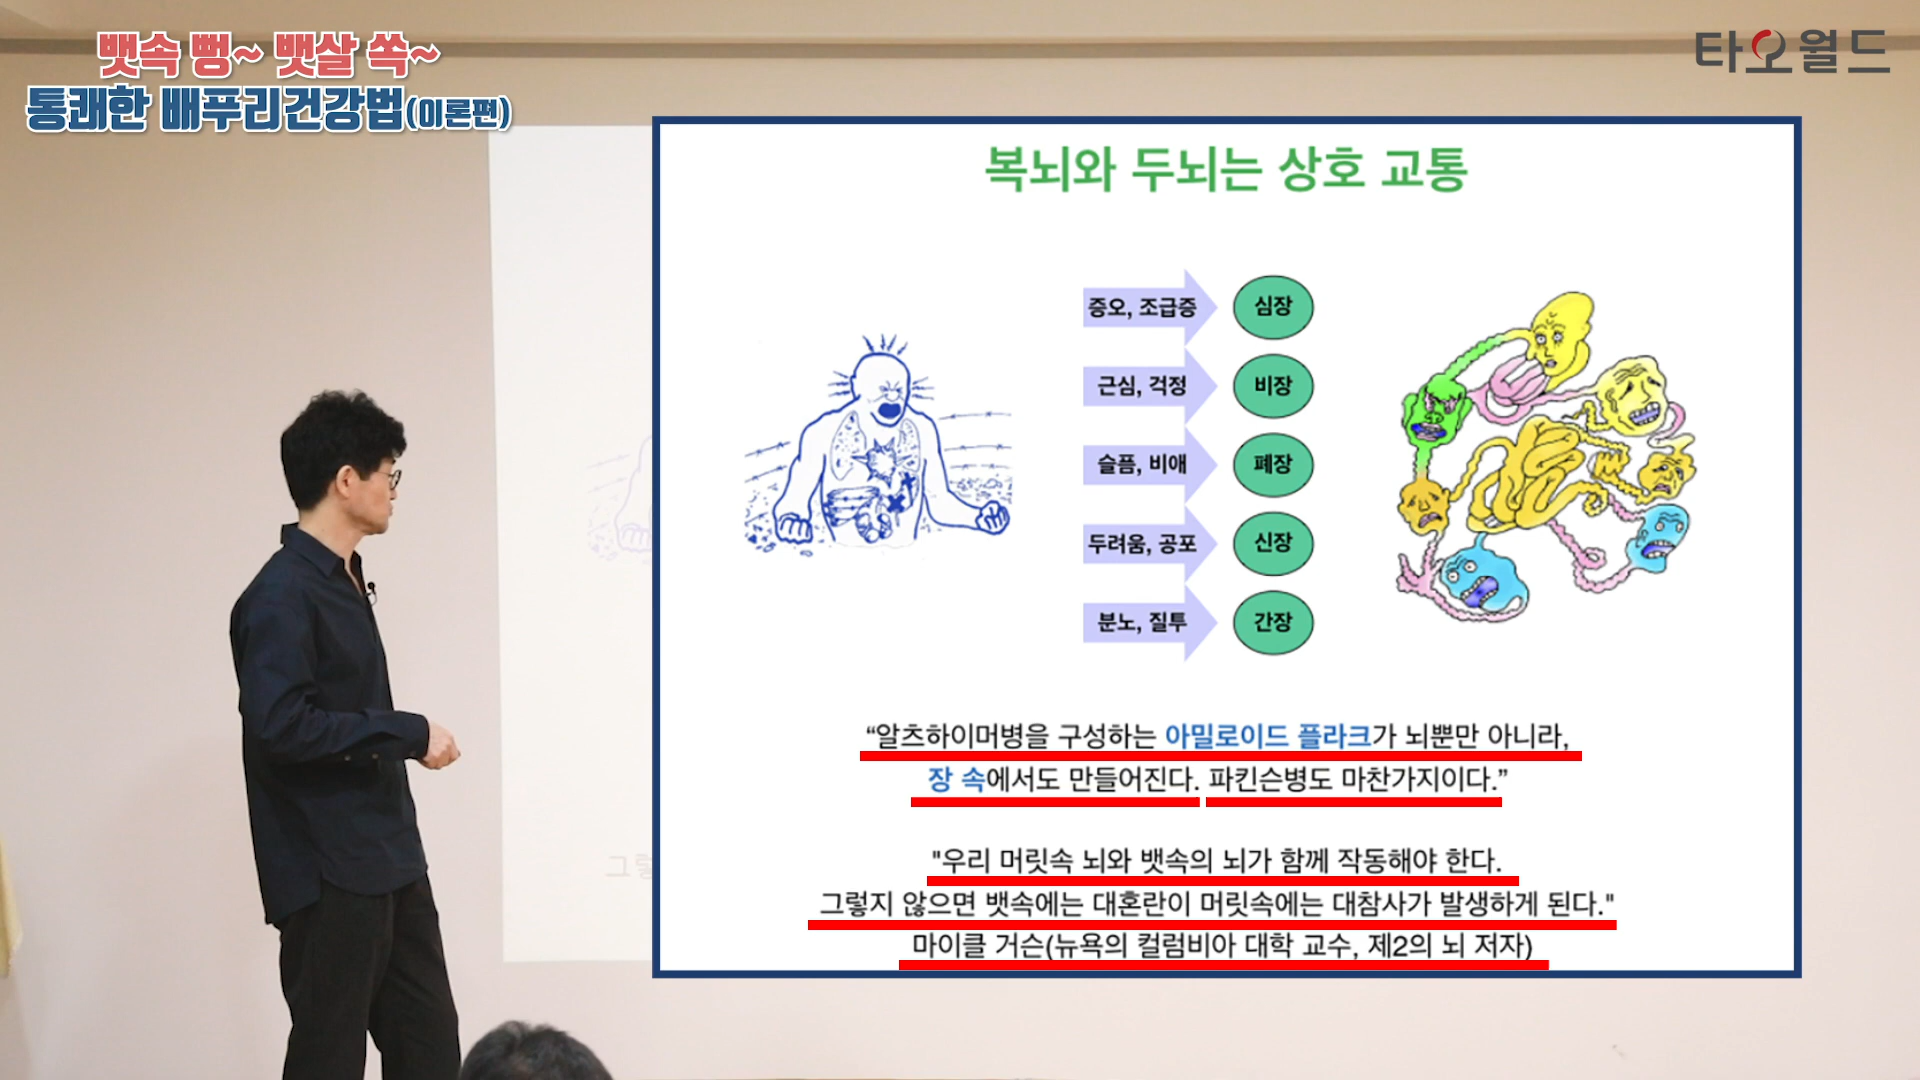 뱃속 뻥~ 뱃살 쏙~
통쾌한 배푸리건강법(이론편)
타오월드
복뇌와 두뇌는 상호 교통
증오, 조급증
심장
근심, 걱정
비장
슬픔, 비애
폐장
두려움, 공포
신장
분노, 질투
간장
“알츠하이머병을 구성하는 아밀로이드 플라크가 뇌뿐만 아니라,
장 속에서도 만들어진다. 파킨슨병도 마찬가지이다.”
"우리 머릿속 뇌와 뱃속의 뇌가 함께 작동해야 한다.
그렇지 않으면 뱃속에는 대혼란이 머릿속에는 대참사가 발생하게 된다."
마이클 거슨(뉴욕의 컬럼비아 대학 교수, 제2의 뇌 저자)
그렇